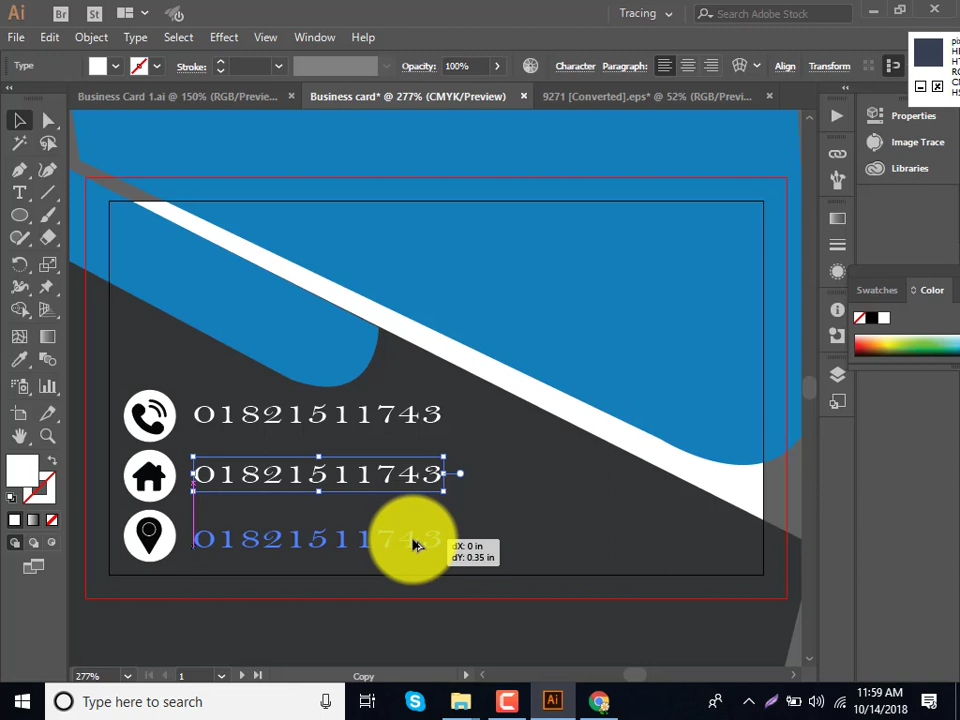 Ai
Br
St
Tracing
Search Adobe Stock
File Edit Object Type Select Effect View Window Help
Type
Stroke:
Opacity: 100%
Character
Paragraph:
Align
Transform
Business Card 1.ai @ 150% (RGB/Previe...
Business card* @ 277% (CMYK/Preview)
9271 [Converted].eps* @ 52% (RGB/Previ...
Properties
Image Trace
Libraries
Swatches
Color
01821511743
01821511743
01821511743
dX: 0 in
dY: 0.35 in
277%
1
Copy
Type here to search
Ai
11:59 AM
10/14/2018